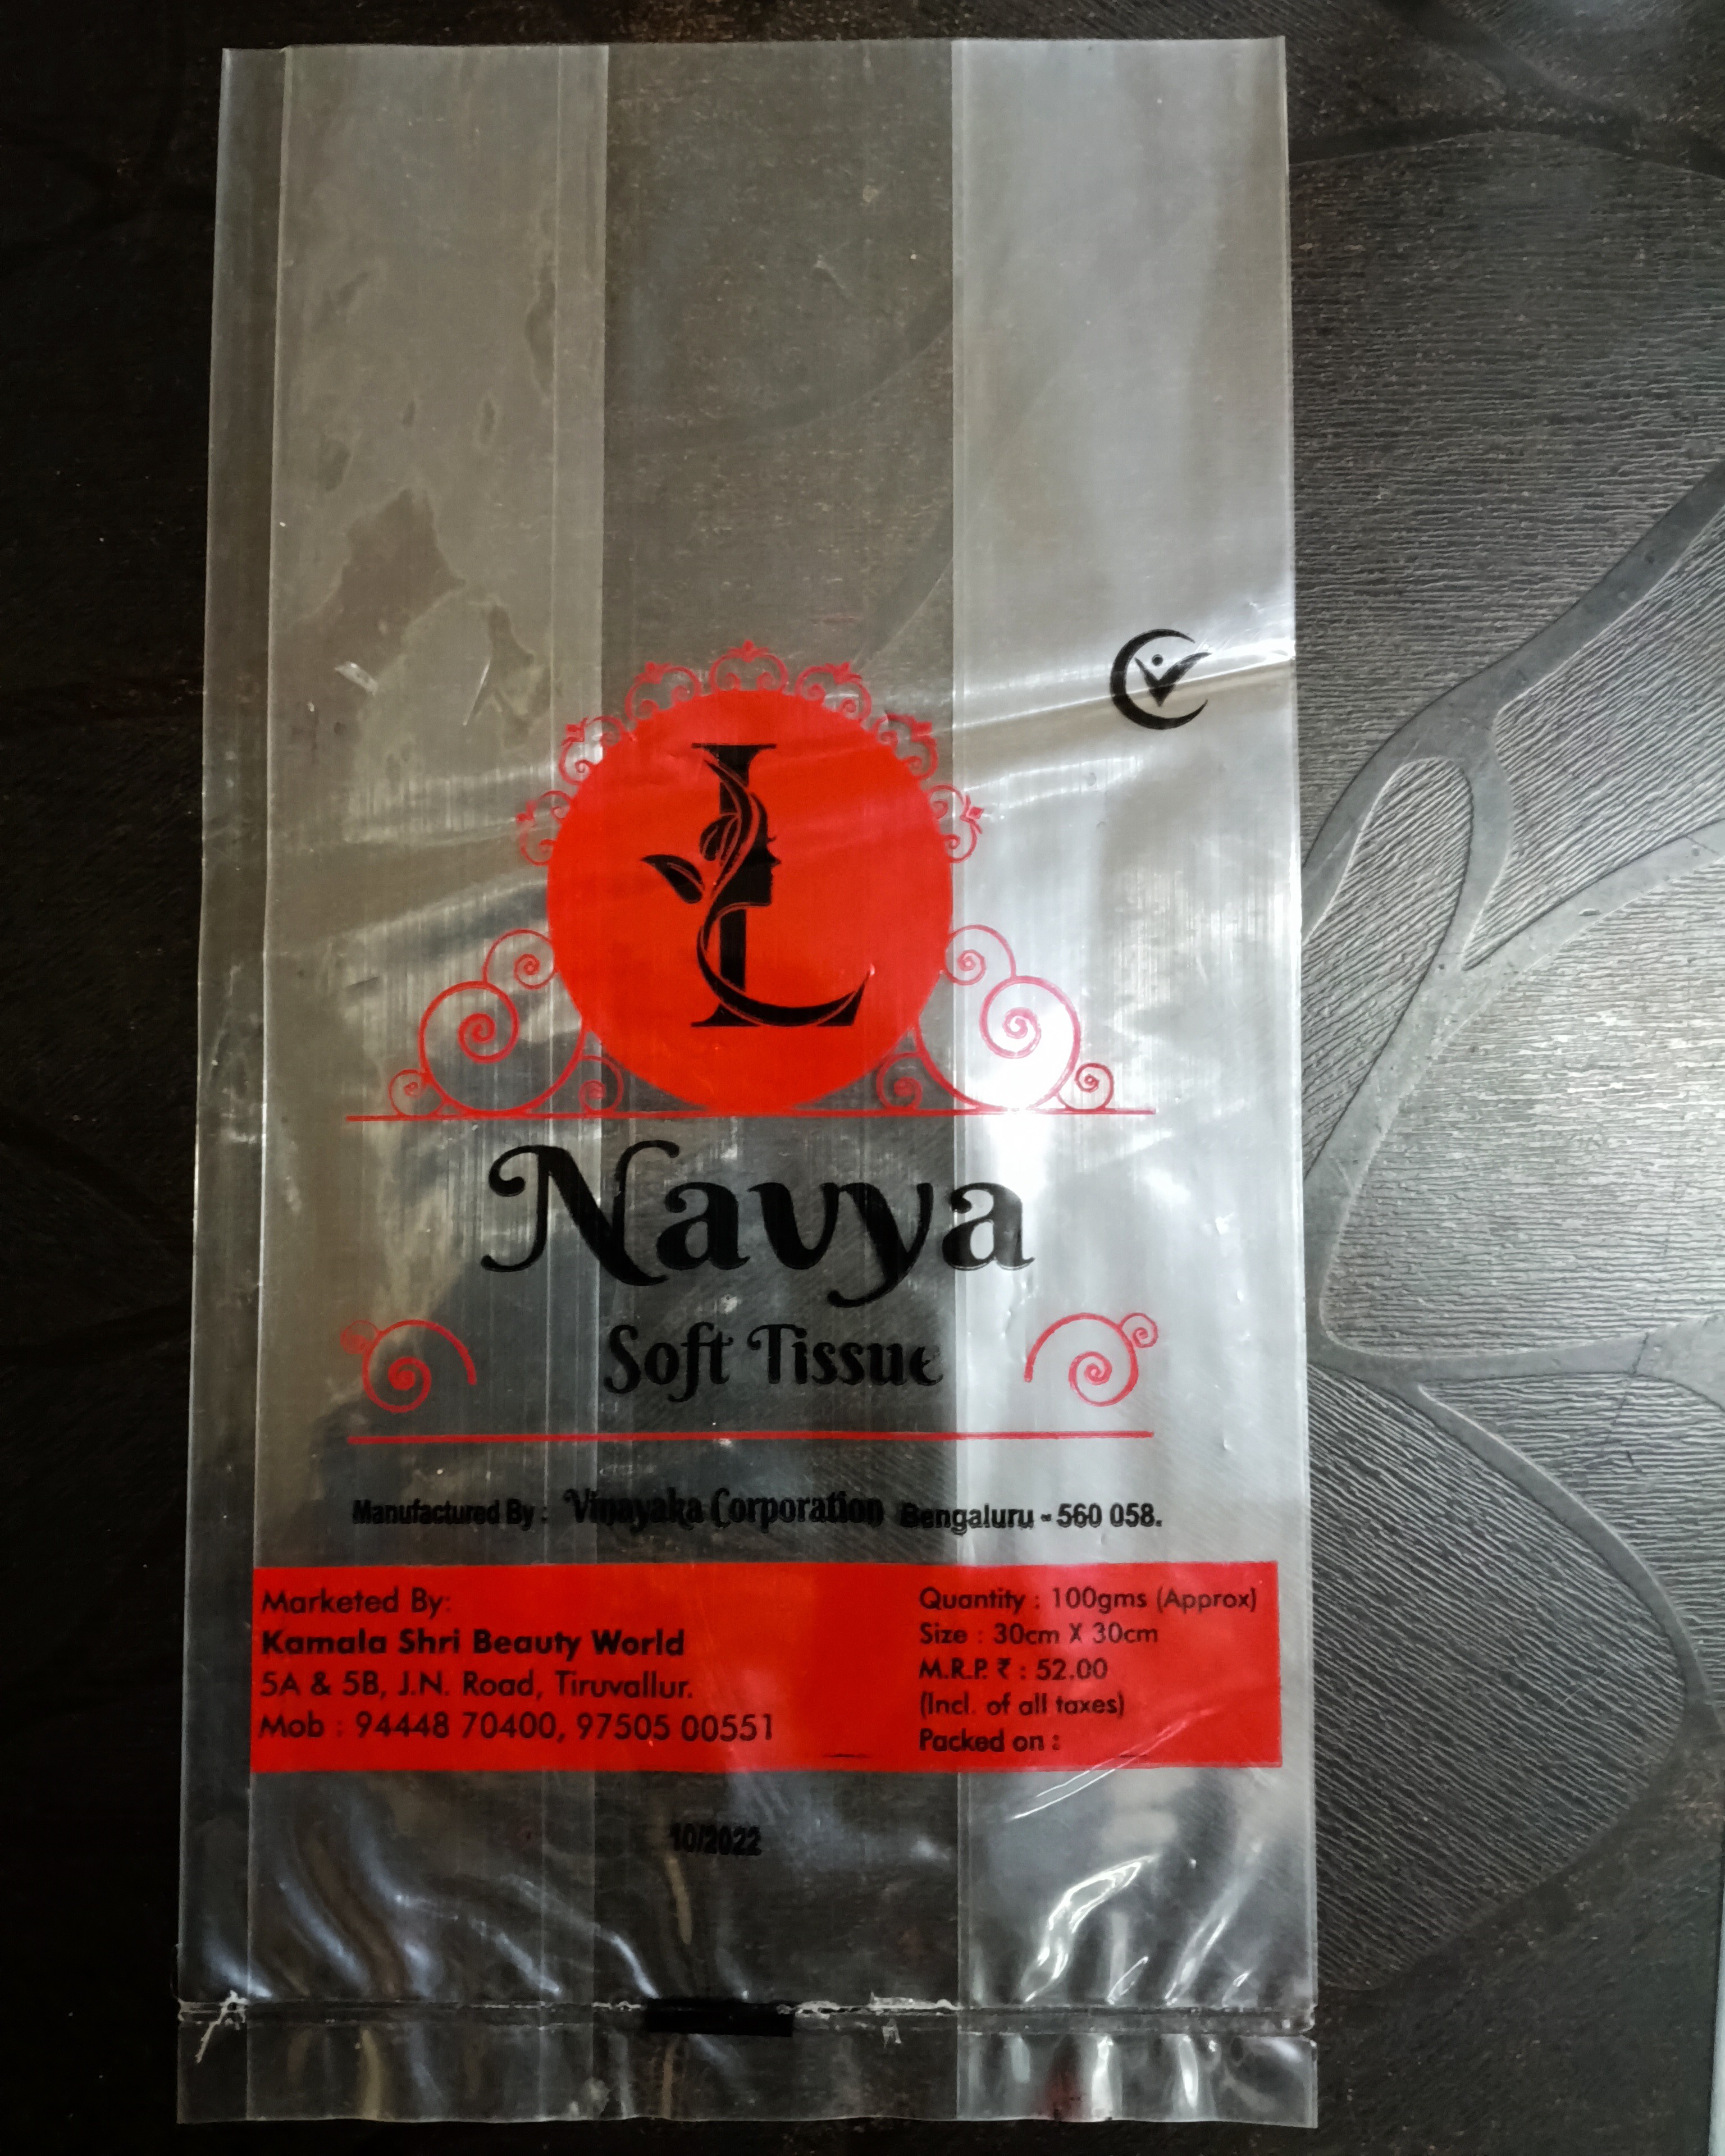 L
Navya
Soft Tissue
Manufactured By : Vinayaka Corporation Bengaluru - 560 058.
Marketed By:
Kamala Shri Beauty World
5A & 5B, J.N. Road, Tiruvallur.
Mob : 94448 70400, 97505 00551
Quantity : 100gms (Approx)
Size : 30cm X 30cm
M.R.P. ₹ : 52.00
(Incl. of all taxes)
Packed on :
10/2022